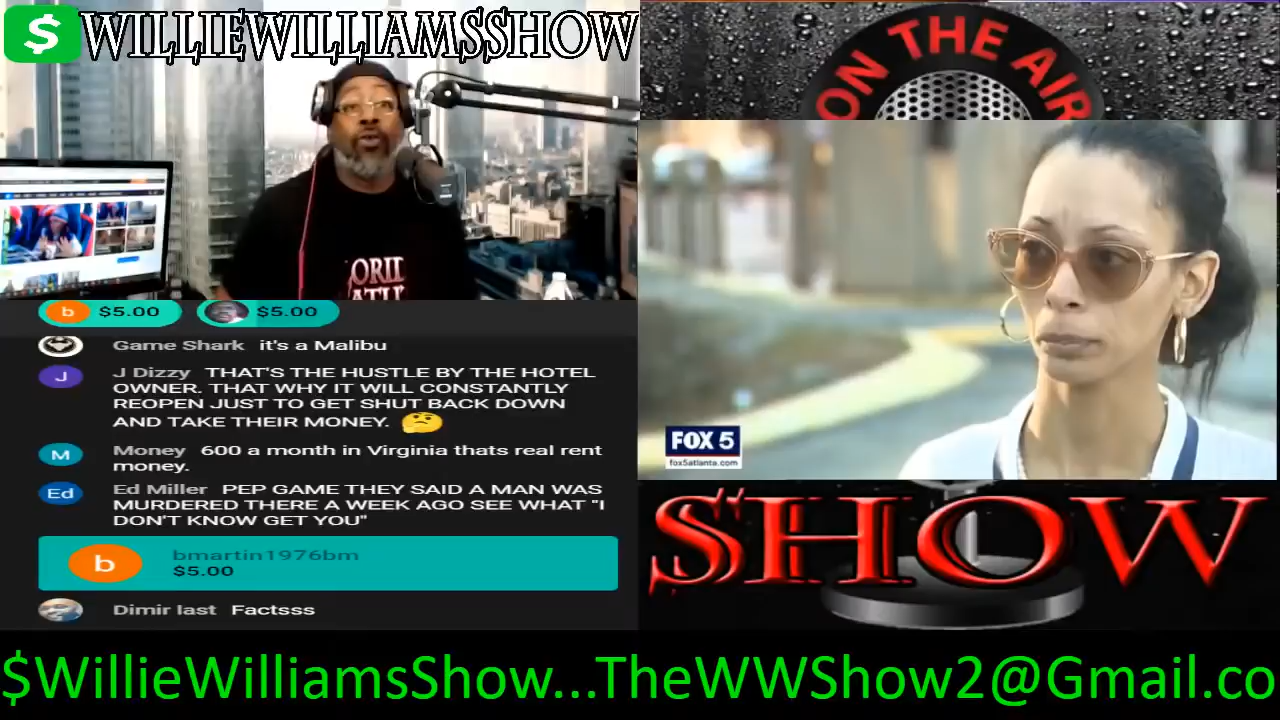 $ WILLIEWILLIAMSSHOW
ON THE AIR
ORII
ATH
b $5.00 $5.00
Game Shark it's a Malibu
J
J Dizzy THAT'S THE HUSTLE BY THE HOTEL
OWNER. THAT WHY IT WILL CONSTANTLY
REOPEN JUST TO GET SHUT BACK DOWN
AND TAKE THEIR MONEY. 🤔
M
Money 600 a month in Virginia thats real rent
money.
Ed
Ed Miller PEP GAME THEY SAID A MAN WAS
MURDERED THERE A WEEK AGO SEE WHAT "I
DON'T KNOW GET YOU"
b
bmartin1976bm
$5.00
Dimir last Factsss
FOX 5
fox5atlanta.com
SHOW
$WillieWilliamsShow...TheWWShow2@Gmail.co